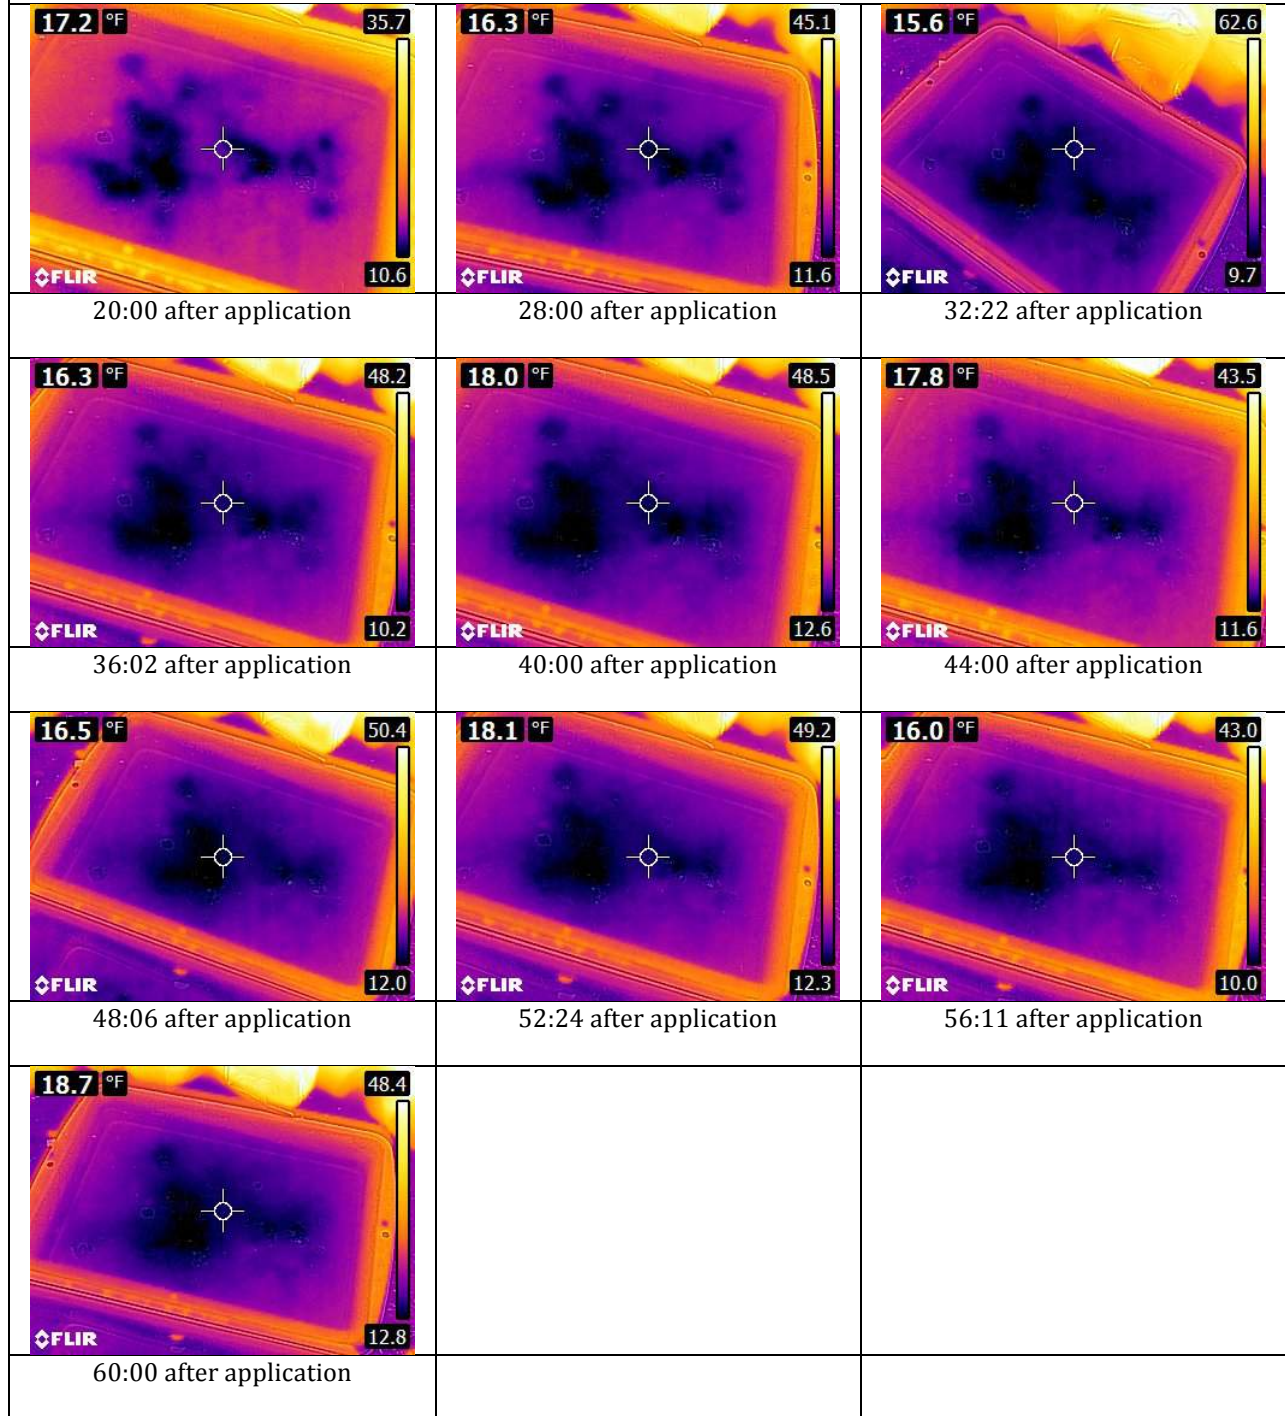 17.2 °F 35.7
16.3 °F 45.1
15.6 °F 62.6
FLIR 10.6
FLIR 11.6
FLIR 9.7
20:00 after application
28:00 after application
32:22 after application
16.3 °F 48.2
18.0 °F 48.5
17.8 °F 43.5
FLIR 10.2
FLIR 12.6
FLIR 11.6
36:02 after application
40:00 after application
44:00 after application
16.5 °F 50.4
18.1 °F 49.2
16.0 °F 43.0
FLIR 12.0
FLIR 12.3
FLIR 10.0
48:06 after application
52:24 after application
56:11 after application
18.7 °F 48.4
FLIR 12.8
60:00 after application